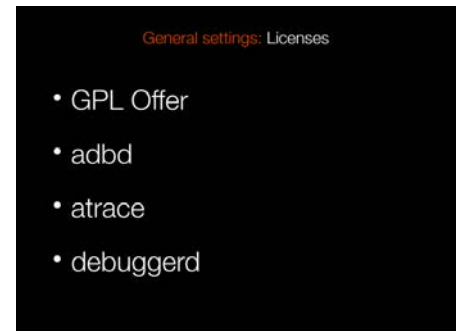 General settings: Licenses
• GPL Offer
• adbd
• atrace
• debuggerd